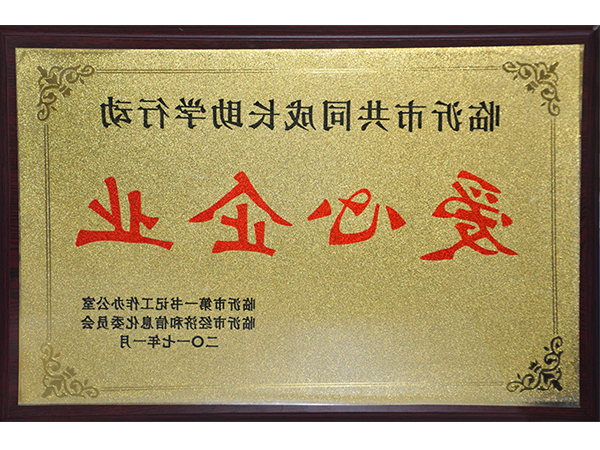 临沂市共同成长助学行动
爱心企业
临沂市第一书记工作办公室
临沂市经济和信息化委员会
二〇一七年一月